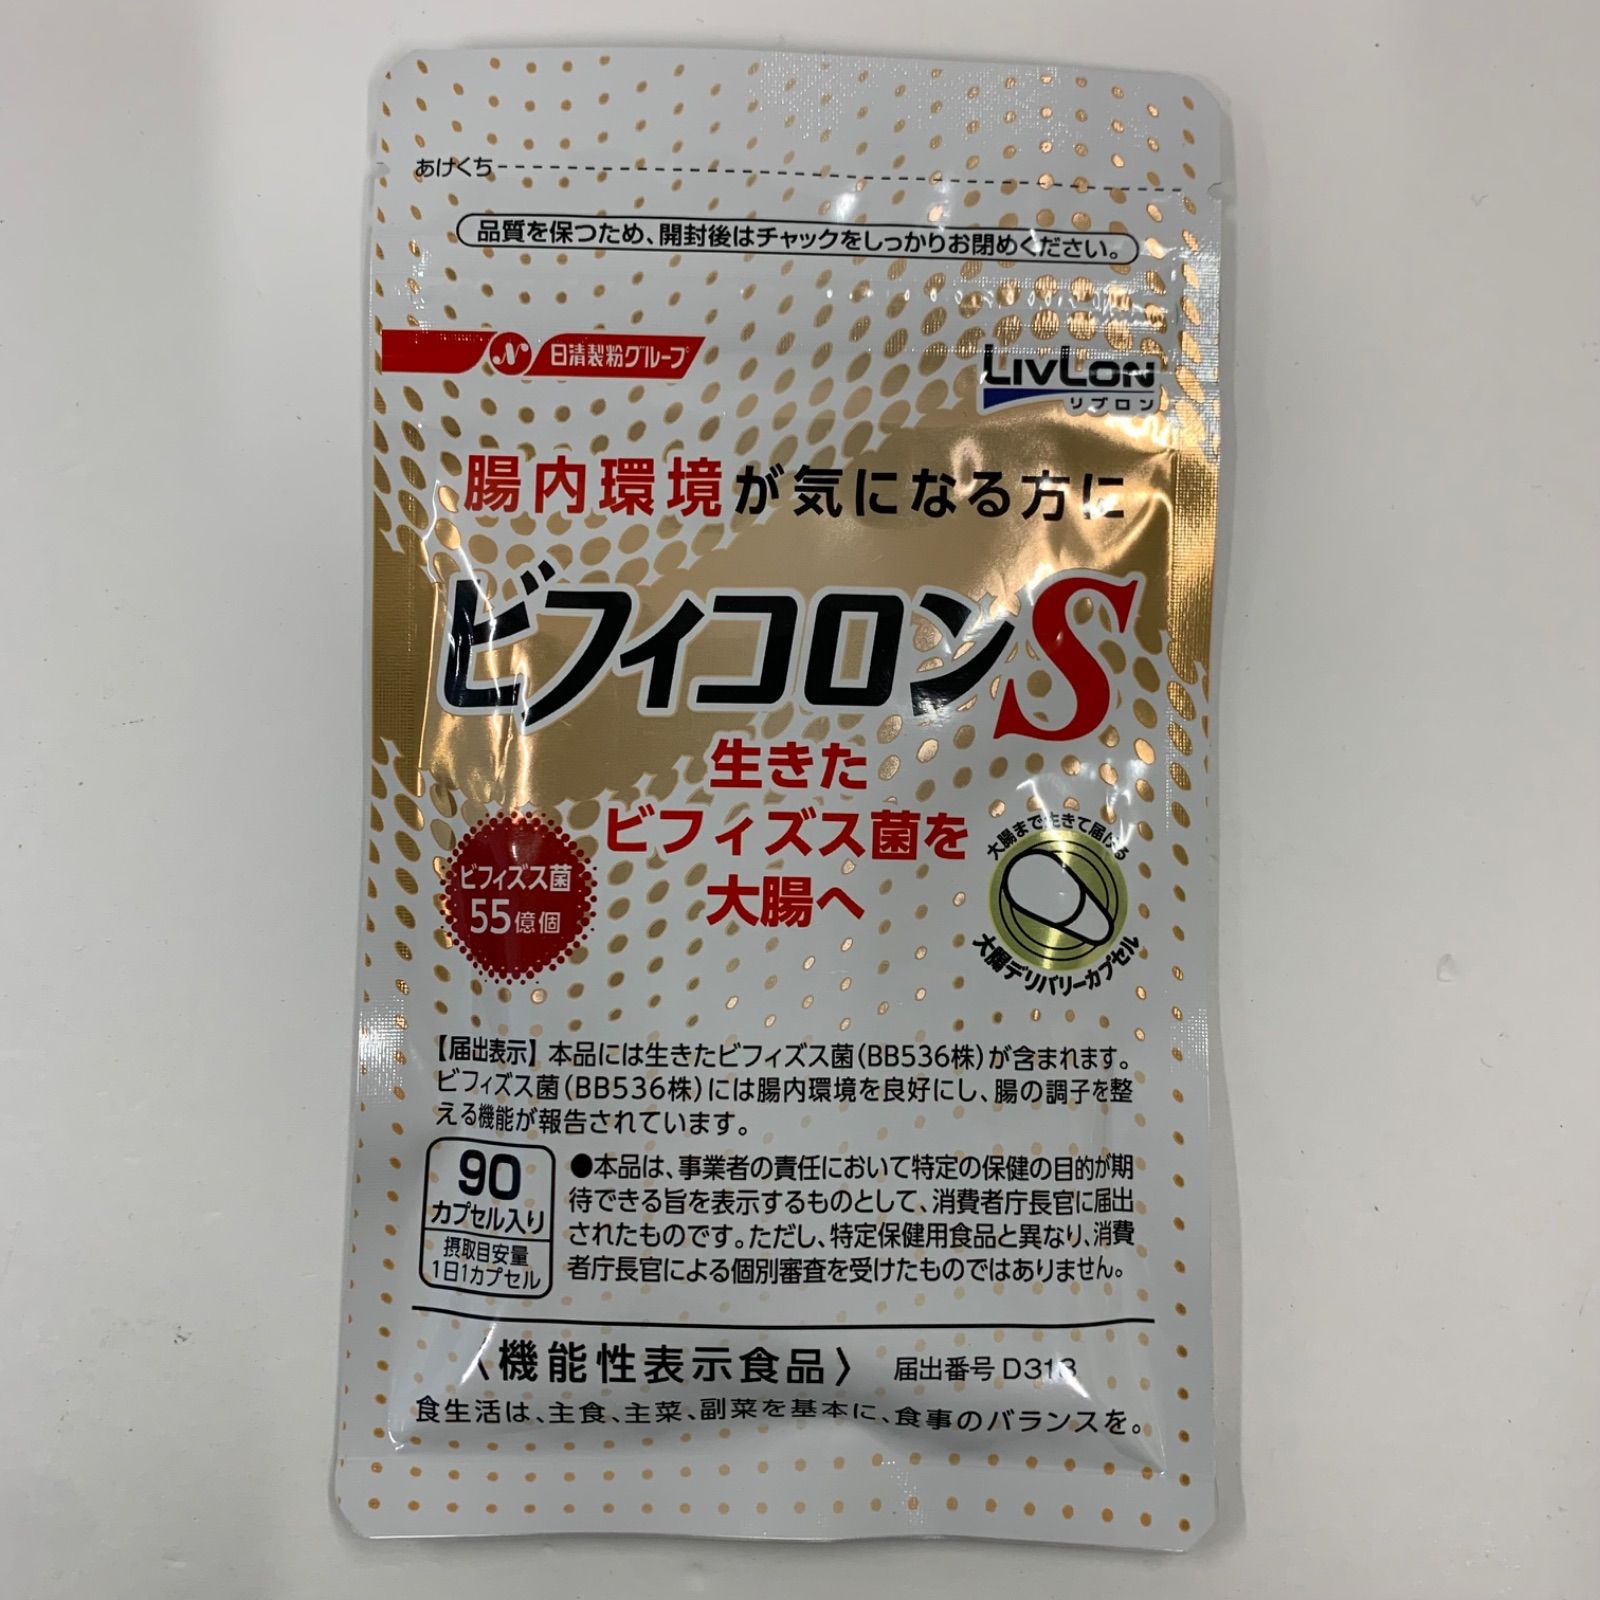 あけくち
品質を保つため、開封後はチャックをしっかりお閉めください。
日清製粉グループ
LIVLON
リブロン
腸内環境が気になる方に
ビフィコロンS
生きた
ビフィズス菌を
大腸へ
ビフィズス菌
55億個
大腸まで生きて届ける
大腸デリバリーカプセル
【届出表示】本品には生きたビフィズス菌(BB536株)が含まれます。
ビフィズス菌(BB536株)には腸内環境を良好にし、腸の調子を整
える機能が報告されています。
90
カプセル入り
摂取目安量
1日1カプセル
●本品は、事業者の責任において特定の保健の目的が期
待できる旨を表示するものとして、消費者庁長官に届出
されたものです。ただし、特定保健用食品と異なり、消費
者庁長官による個別審査を受けたものではありません。
〈機能性表示食品〉 届出番号 D313
食生活は、主食、主菜、副菜を基本に、食事のバランスを。